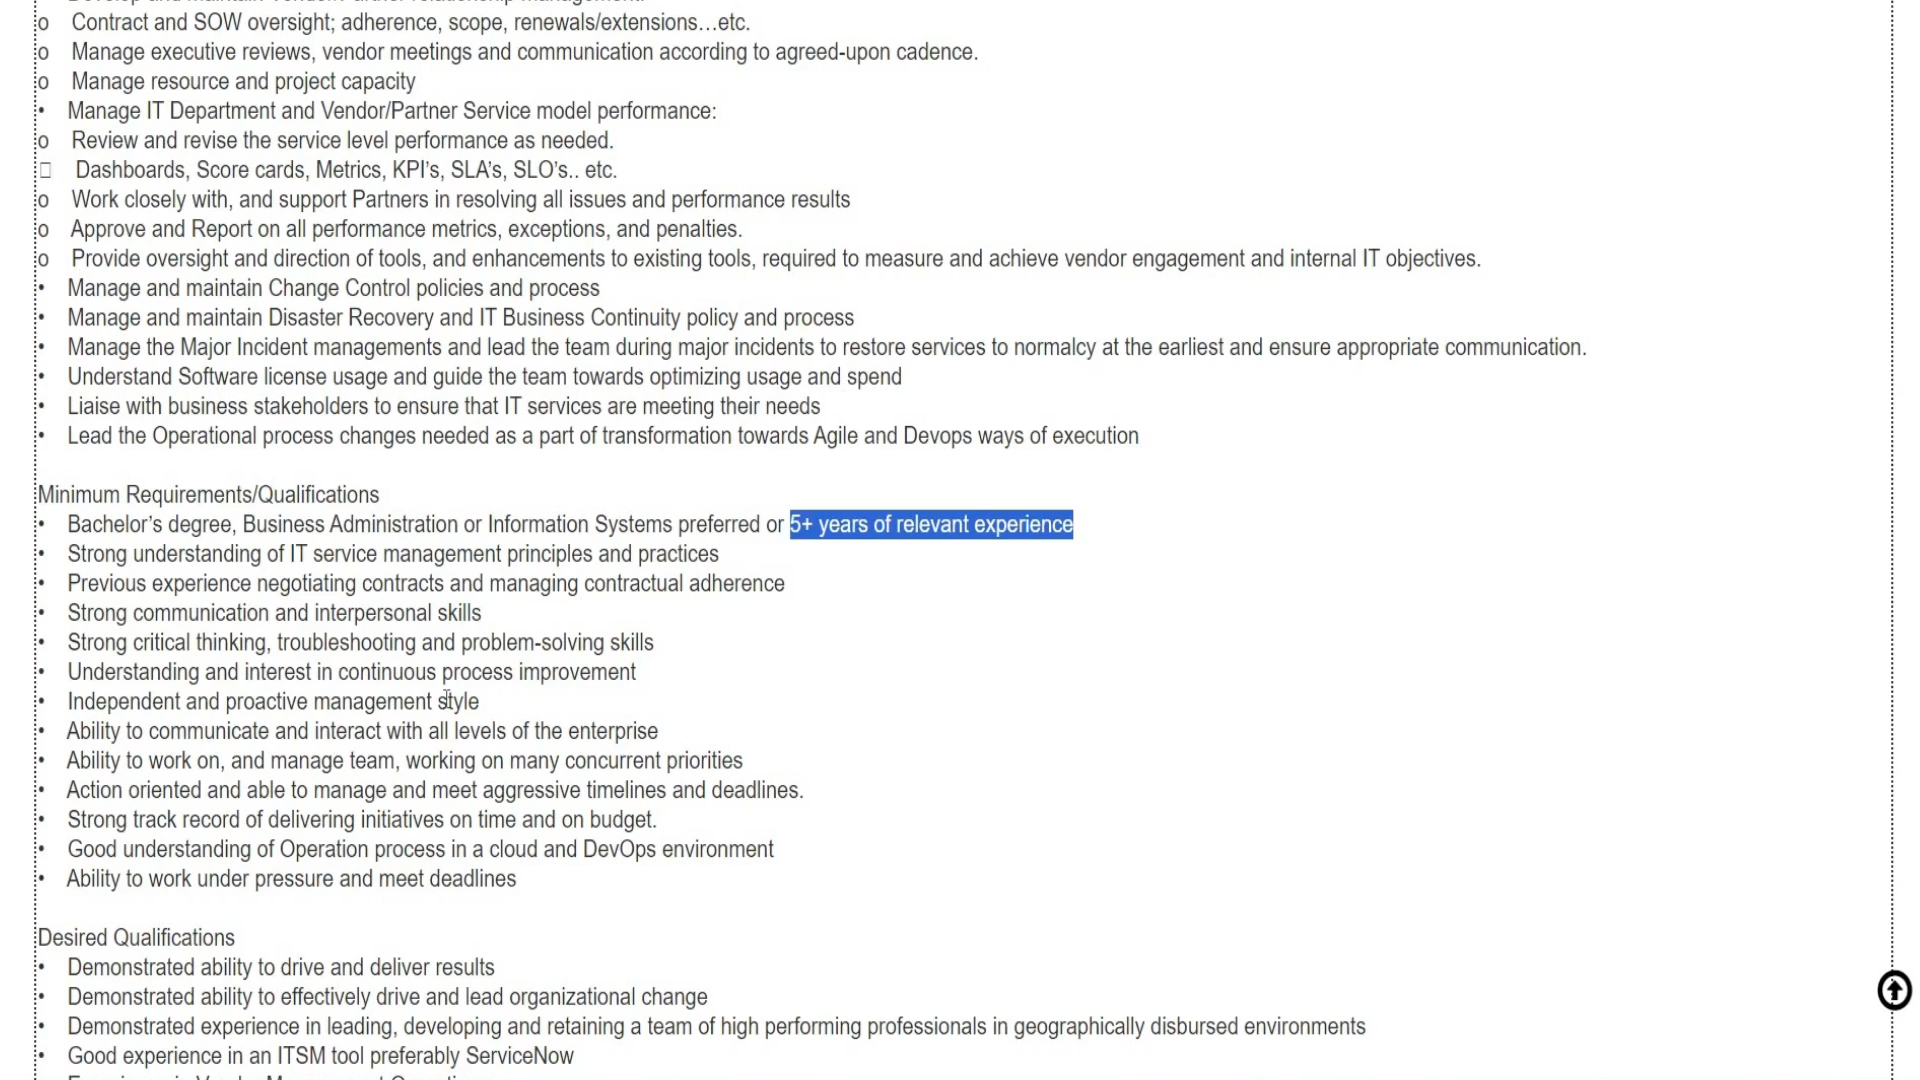 o Contract and SOW oversight; adherence, scope, renewals/extensions…etc.
o Manage executive reviews, vendor meetings and communication according to agreed-upon cadence.
o Manage resource and project capacity
• Manage IT Department and Vendor/Partner Service model performance:
o Review and revise the service level performance as needed.
□ Dashboards, Score cards, Metrics, KPI’s, SLA’s, SLO’s.. etc.
o Work closely with, and support Partners in resolving all issues and performance results
o Approve and Report on all performance metrics, exceptions, and penalties.
o Provide oversight and direction of tools, and enhancements to existing tools, required to measure and achieve vendor engagement and internal IT objectives.
• Manage and maintain Change Control policies and process
• Manage and maintain Disaster Recovery and IT Business Continuity policy and process
• Manage the Major Incident managements and lead the team during major incidents to restore services to normalcy at the earliest and ensure appropriate communication.
• Understand Software license usage and guide the team towards optimizing usage and spend
• Liaise with business stakeholders to ensure that IT services are meeting their needs
• Lead the Operational process changes needed as a part of transformation towards Agile and Devops ways of execution
Minimum Requirements/Qualifications
• Bachelor’s degree, Business Administration or Information Systems preferred or 5+ years of relevant experience
• Strong understanding of IT service management principles and practices
• Previous experience negotiating contracts and managing contractual adherence
• Strong communication and interpersonal skills
• Strong critical thinking, troubleshooting and problem-solving skills
• Understanding and interest in continuous process improvement
• Independent and proactive management style
• Ability to communicate and interact with all levels of the enterprise
• Ability to work on, and manage team, working on many concurrent priorities
• Action oriented and able to manage and meet aggressive timelines and deadlines.
• Strong track record of delivering initiatives on time and on budget.
• Good understanding of Operation process in a cloud and DevOps environment
• Ability to work under pressure and meet deadlines
Desired Qualifications
• Demonstrated ability to drive and deliver results
• Demonstrated ability to effectively drive and lead organizational change
• Demonstrated experience in leading, developing and retaining a team of high performing professionals in geographically disbursed environments
• Good experience in an ITSM tool preferably ServiceNow